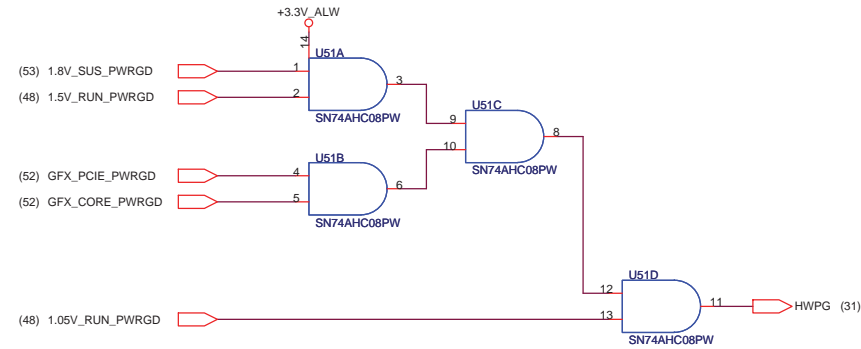 +3.3V_ALW
14
U51A
(53) 1.8V_SUS_PWRGD
1
3
(48) 1.5V_RUN_PWRGD
2
SN74AHC08PW
U51C
9
8
10
SN74AHC08PW
U51B
(52) GFX_PCIE_PWRGD
4
6
(52) GFX_CORE_PWRGD
5
SN74AHC08PW
U51D
12
11
HWPG (31)
(48) 1.05V_RUN_PWRGD
13
SN74AHC08PW